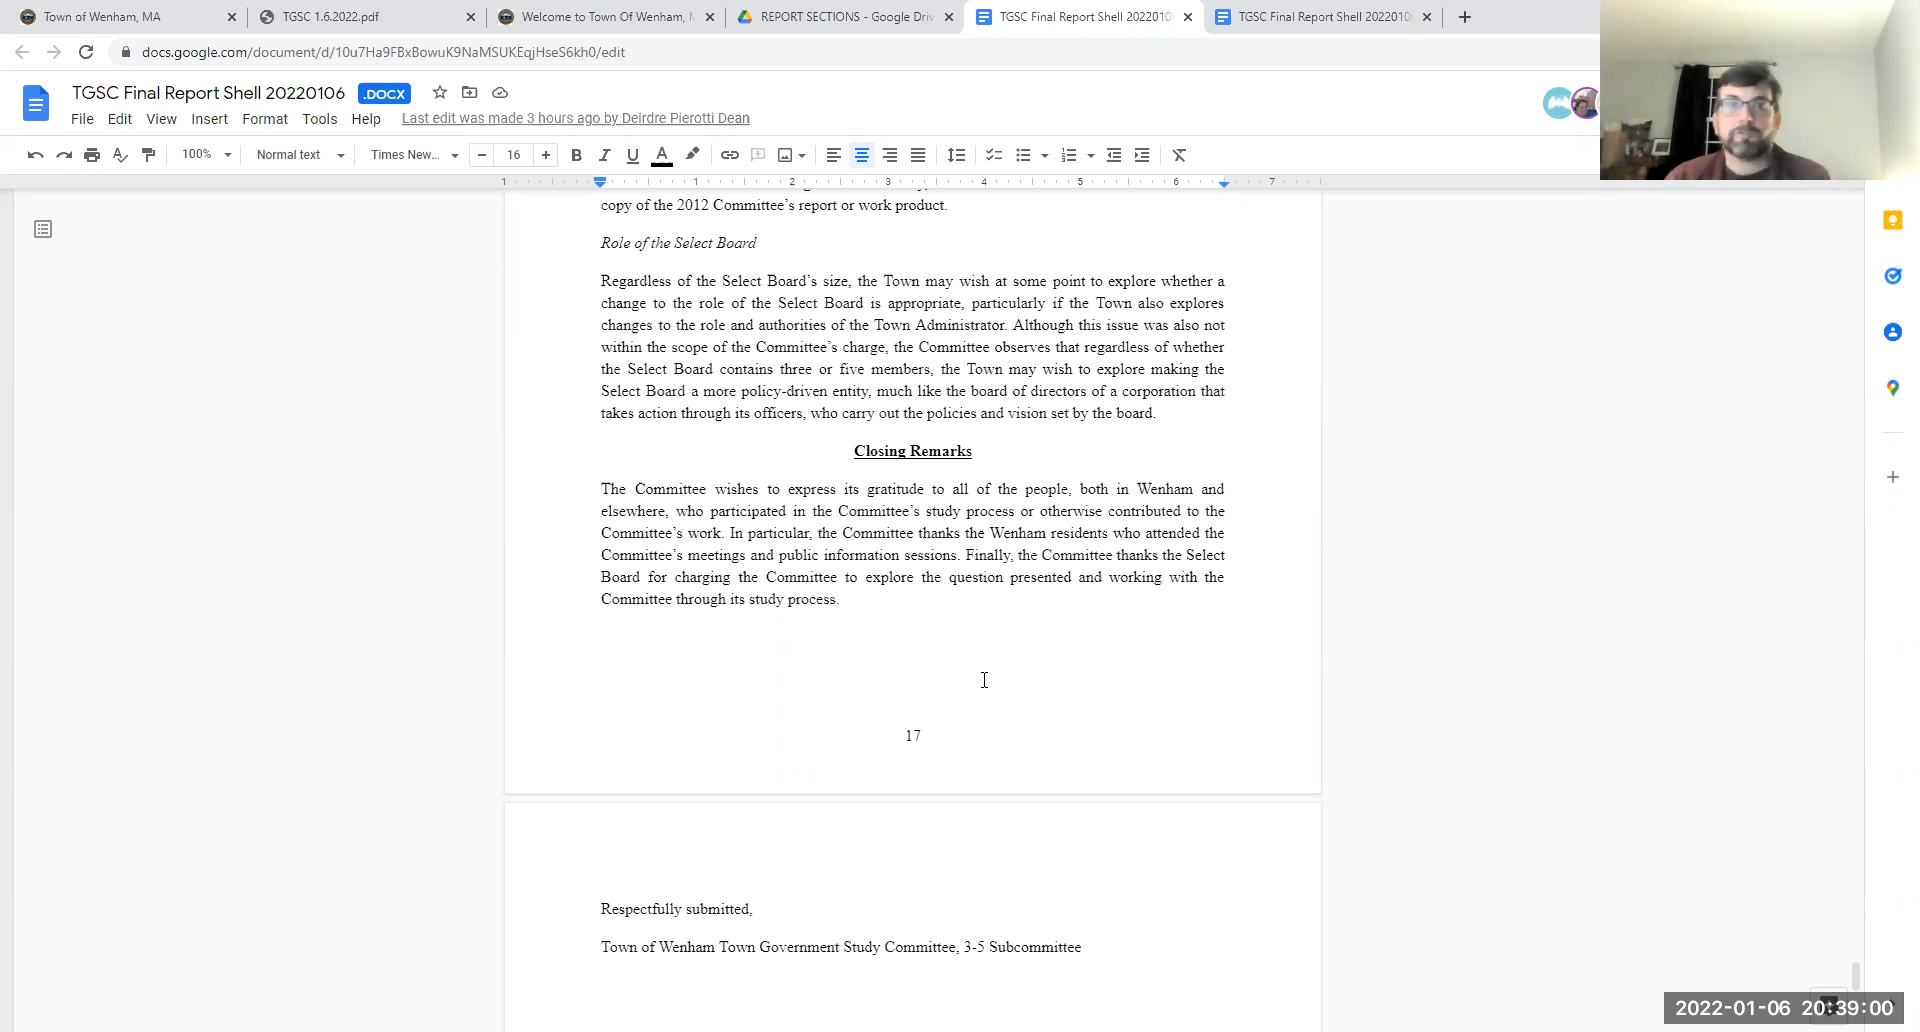 Town of Wenham, MA
TGSC 1.6.2022.pdf
Welcome to Town Of Wenham,
REPORT SECTIONS - Google Driv
TGSC Final Report Shell 2022010
TGSC Final Report Shell 2022010
docs.google.com/document/d/10u7Ha9FBxBowuK9NaMSUKEqjHseS6kh0/edit
TGSC Final Report Shell 20220106 .DOCX
File Edit View Insert Format Tools Help Last edit was made 3 hours ago by Deirdre Pierotti Dean
100% Normal text Times New... 16 B I U A
1 1 2 3 4 5 6 7
copy of the 2012 Committee's report or work product.
Role of the Select Board
Regardless of the Select Board's size, the Town may wish at some point to explore whether a
change to the role of the Select Board is appropriate, particularly if the Town also explores
changes to the role and authorities of the Town Administrator. Although this issue was also not
within the scope of the Committee's charge, the Committee observes that regardless of whether
the Select Board contains three or five members, the Town may wish to explore making the
Select Board a more policy-driven entity, much like the board of directors of a corporation that
takes action through its officers, who carry out the policies and vision set by the board.
Closing Remarks
The Committee wishes to express its gratitude to all of the people, both in Wenham and
elsewhere, who participated in the Committee's study process or otherwise contributed to the
Committee's work. In particular, the Committee thanks the Wenham residents who attended the
Committee's meetings and public information sessions. Finally, the Committee thanks the Select
Board for charging the Committee to explore the question presented and working with the
Committee through its study process.
17
Respectfully submitted,
Town of Wenham Town Government Study Committee, 3-5 Subcommittee
2022-01-06 20:39:00